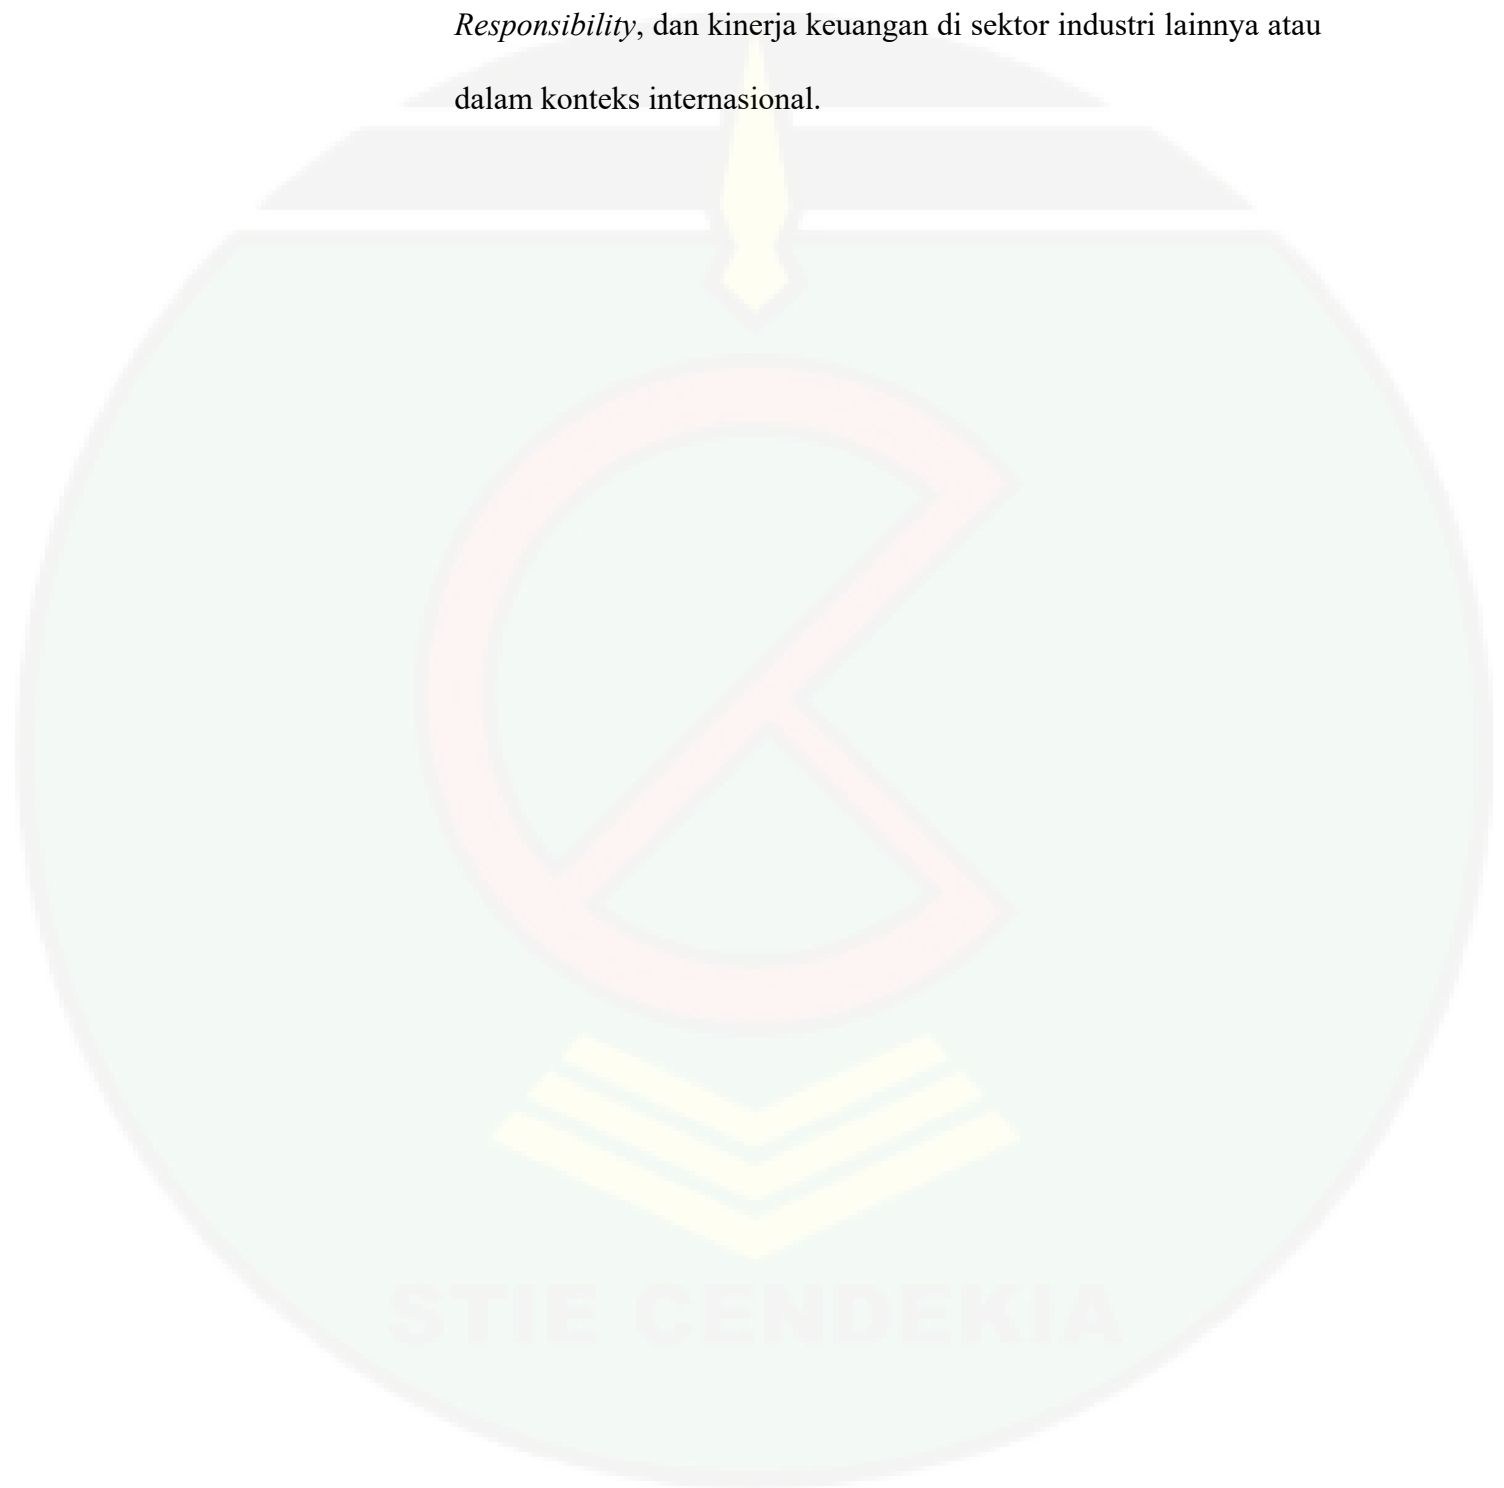 Responsibility, dan kinerja keuangan di sektor industri lainnya atau
dalam konteks internasional.
STIE CENDEKIA